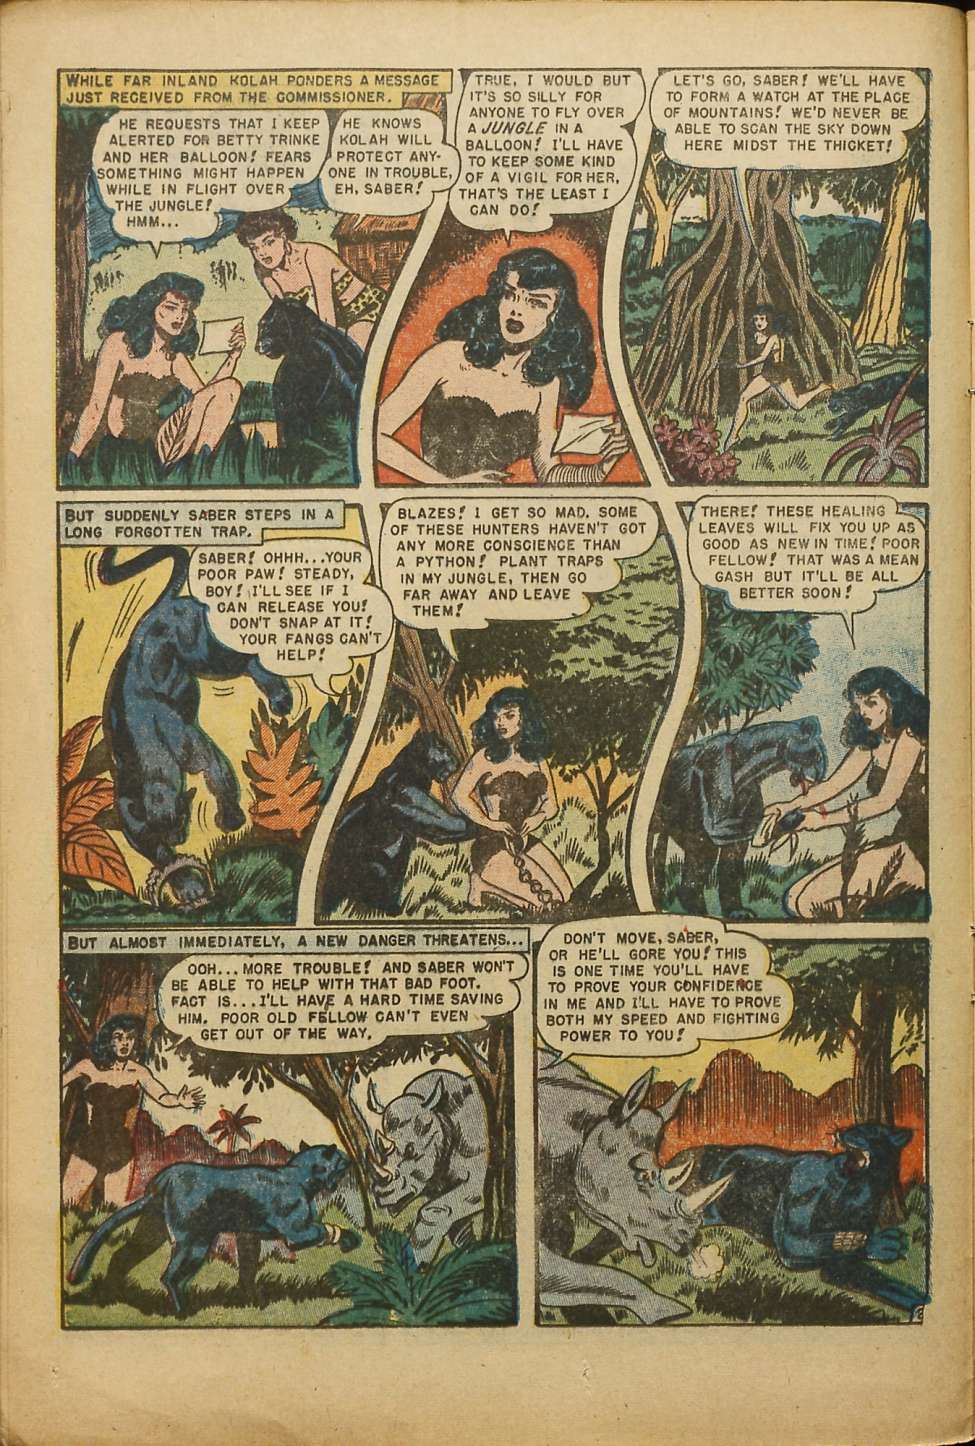 WHILE FAR INLAND KOLAH PONDERS A MESSAGE
JUST RECEIVED FROM THE COMMISSIONER.
HE REQUESTS THAT I KEEP
ALERTED FOR BETTY TRINKE
AND HER BALLOON! FEARS
SOMETHING MIGHT HAPPEN
WHILE IN FLIGHT OVER
THE JUNGLE!
HMM...
HE KNOWS
KOLAH WILL
PROTECT ANY-
ONE IN TROUBLE,
EH, SABER!
TRUE, I WOULD BUT
IT'S SO SILLY FOR
ANYONE TO FLY OVER
A JUNGLE IN A
BALLOON! I'LL HAVE
TO KEEP SOME KIND
OF A VIGIL FOR HER,
THAT'S THE LEAST I
CAN DO!
LET'S GO, SABER! WE'LL HAVE
TO FORM A WATCH AT THE PLACE
OF MOUNTAINS! WE'D NEVER BE
ABLE TO SCAN THE SKY DOWN
HERE MIDST THE THICKET!
BUT SUDDENLY SABER STEPS IN A
LONG FORGOTTEN TRAP.
SABER! OHHH...YOUR
POOR PAW! STEADY,
BOY! I'LL SEE IF I
CAN RELEASE YOU!
DON'T SNAP AT IT!
YOUR FANGS CAN'T
HELP!
BLAZES! I GET SO MAD, SOME
OF THESE HUNTERS HAVEN'T GOT
ANY MORE CONSCIENCE THAN
A PYTHON! PLANT TRAPS
IN MY JUNGLE, THEN GO
FAR AWAY AND LEAVE
THEM!
THERE! THESE HEALING
LEAVES WILL FIX YOU UP AS
GOOD AS NEW IN TIME! POOR
FELLOW! THAT WAS A MEAN
GASH BUT IT'LL BE ALL
BETTER SOON!
BUT ALMOST IMMEDIATELY, A NEW DANGER THREATENS...
OOH... MORE TROUBLE! AND SABER WON'T
BE ABLE TO HELP WITH THAT BAD FOOT.
FACT IS...I'LL HAVE A HARD TIME SAVING
HIM. POOR OLD FELLOW CAN'T EVEN
GET OUT OF THE WAY.
DON'T MOVE, SABER,
OR HE'LL GORE YOU! THIS
IS ONE TIME YOU'LL HAVE
TO PROVE YOUR CONFIDENCE
IN ME AND I'LL HAVE TO PROVE
BOTH MY SPEED AND FIGHTING
POWER TO YOU!